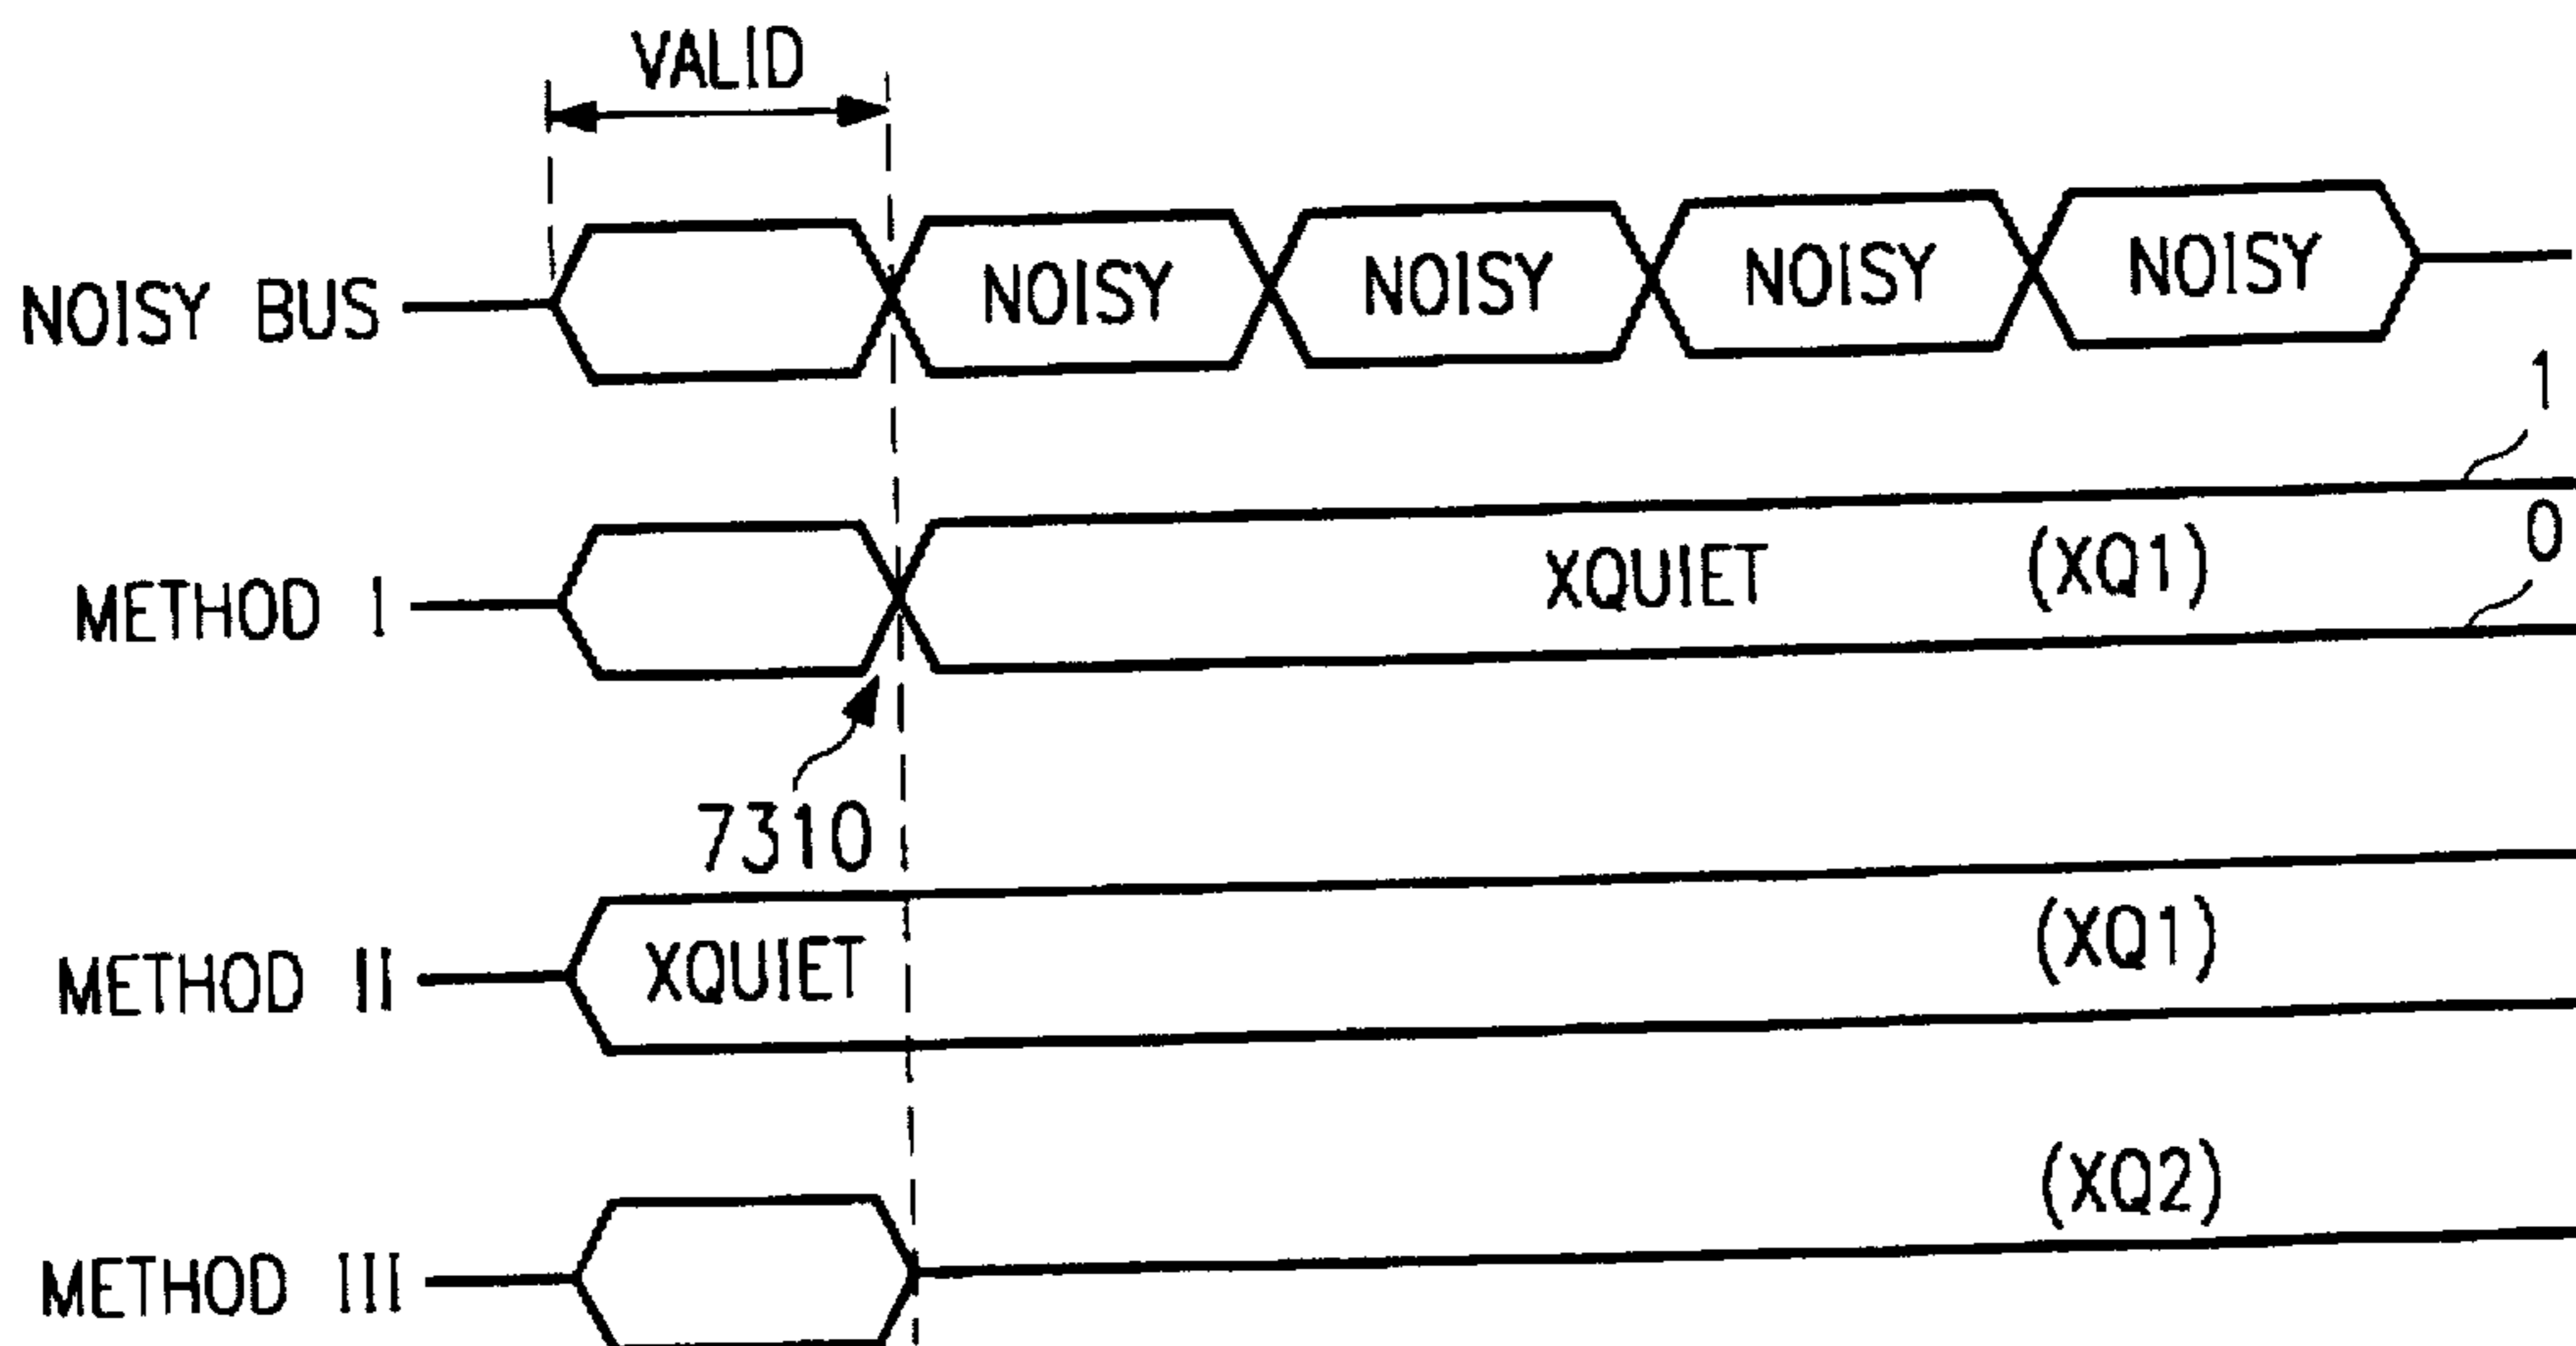 VALID
NOISY BUS NOISY NOISY NOISY NOISY
1
METHOD I XQUIET (XQ1) 0
7310
METHOD II XQUIET (XQ1)
(XQ2)
METHOD III